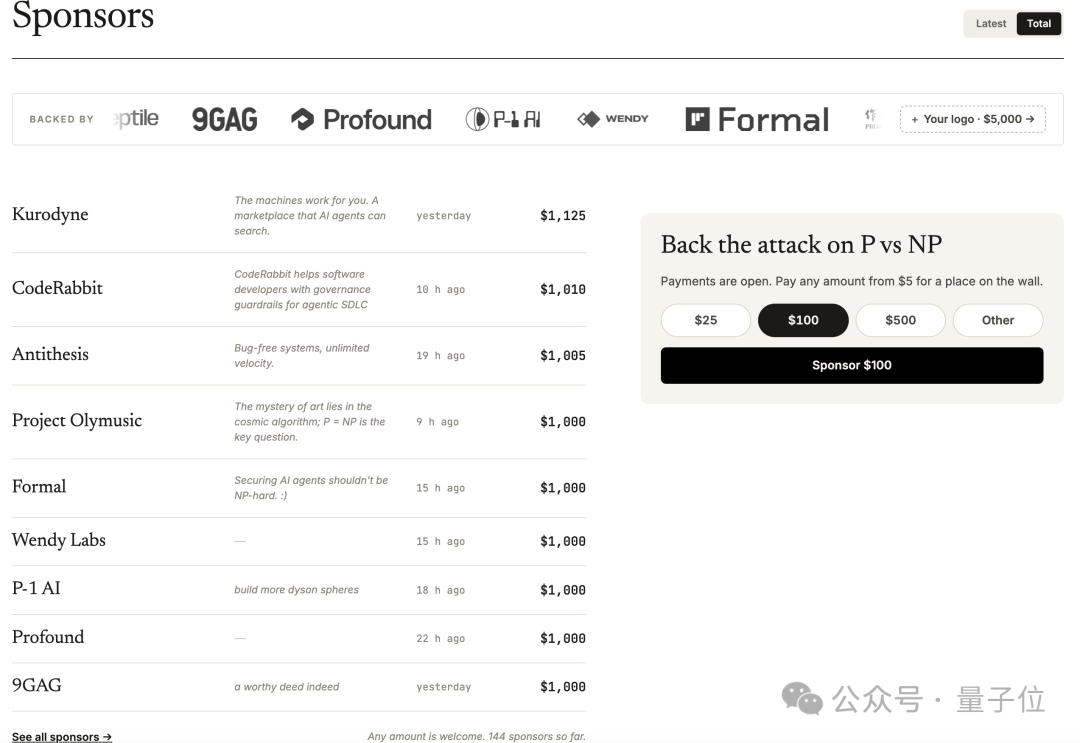 Sponsors
Latest Total
BACKED BY
9GAG
Profound
P-1 AI
WENDY
Formal
+ Your logo · $5,000 →
Kurodyne
The machines work for you. A
marketplace that AI agents can
search.
yesterday
$1,125
CodeRabbit
CodeRabbit helps software
developers with governance
guardrails for agentic SDLC
10 h ago
$1,010
Antithesis
Bug-free systems, unlimited
velocity.
19 h ago
$1,005
Project Olymusic
The mystery of art lies in the
cosmic algorithm; P = NP is the
key question.
9 h ago
$1,000
Formal
Securing AI agents shouldn't be
NP-hard. :)
15 h ago
$1,000
Wendy Labs
—
15 h ago
$1,000
P-1 AI
build more dyson spheres
18 h ago
$1,000
Profound
—
22 h ago
$1,000
9GAG
a worthy deed indeed
yesterday
$1,000
See all sponsors →
Any amount is welcome. 144 sponsors so far.
Back the attack on P vs NP
Payments are open. Pay any amount from $5 for a place on the wall.
$25 $100 $500 Other
Sponsor $100
公众号 · 量子位